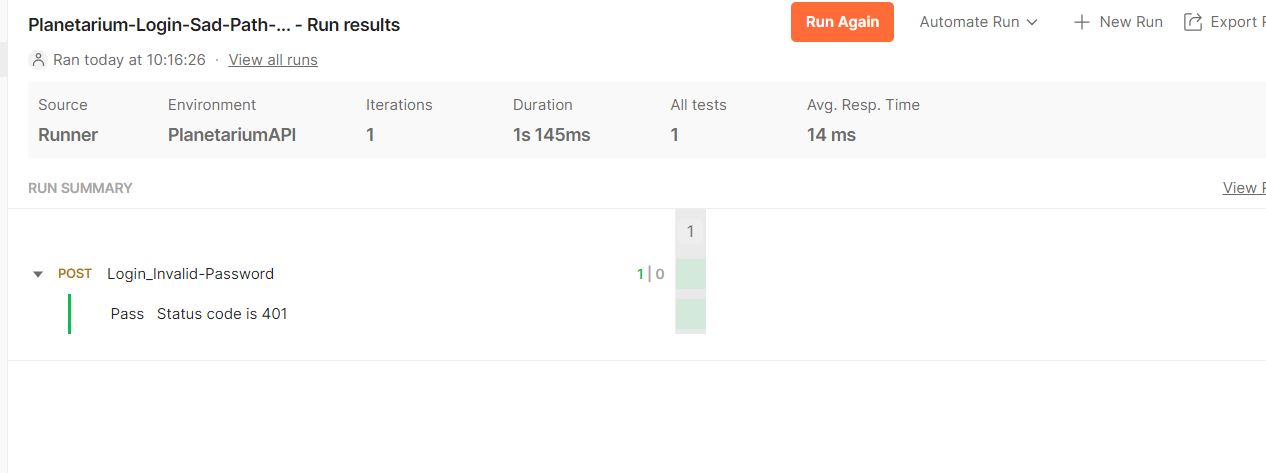 Planetarium-Login-Sad-Path-... - Run results
Run Again
Automate Run
New Run
Export
Ran today at 10:16:26 · View all runs
Source Environment Iterations Duration All tests Avg. Resp. Time
Runner PlanetariumAPI 1 1s 145ms 1 14 ms
RUN SUMMARY
View
1
POST Login_Invalid-Password 1 | 0
Pass Status code is 401